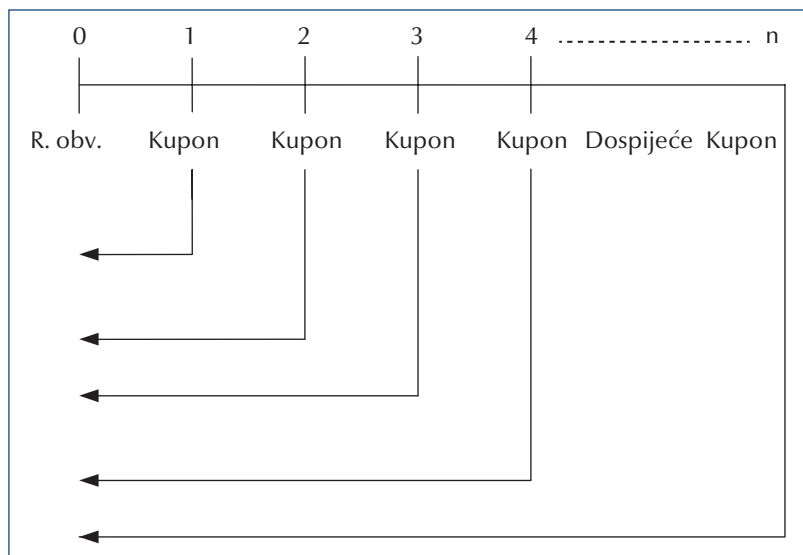 0 1 2 3 4 ........................ n
R. obv. Kupon Kupon Kupon Kupon Dospijeće Kupon